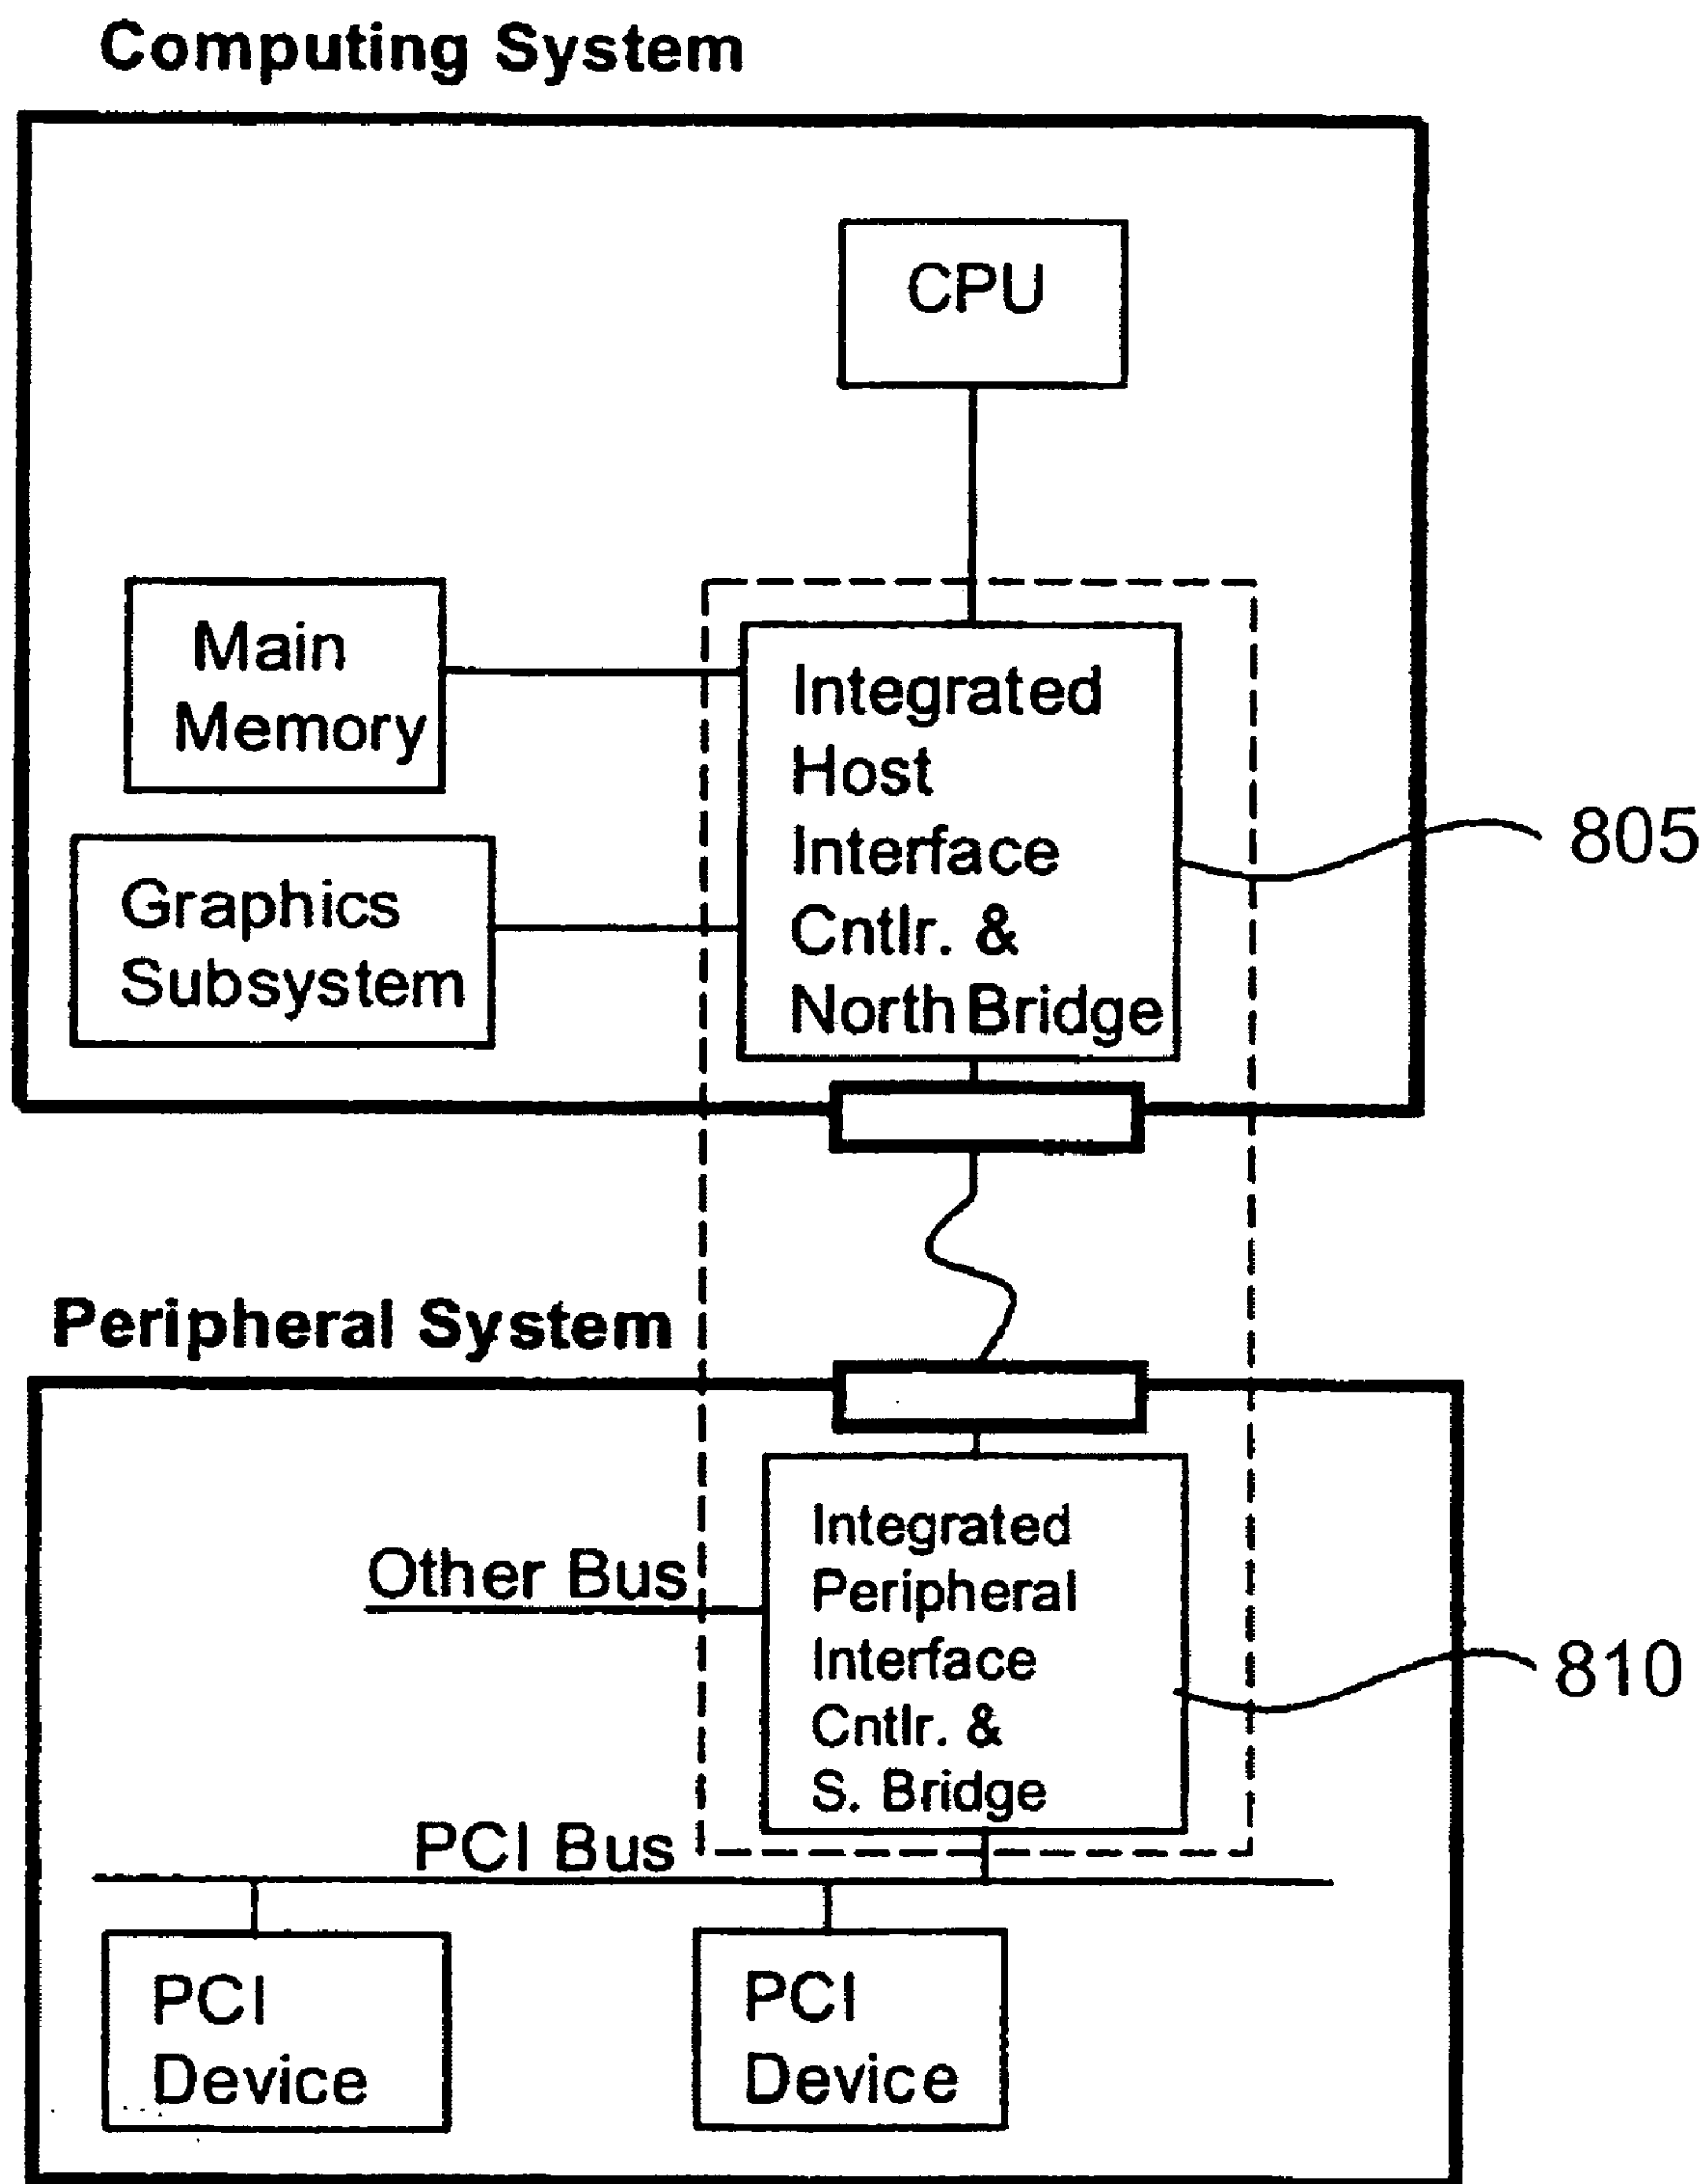 Computing System
CPU
Main
Memory
Integrated
Host
Interface
Cntlr. &
North Bridge
805
Graphics
Subsystem
Peripheral System
Other Bus
Integrated
Peripheral
Interface
Cntlr. &
S. Bridge
810
PCI Bus
PCI
Device
PCI
Device